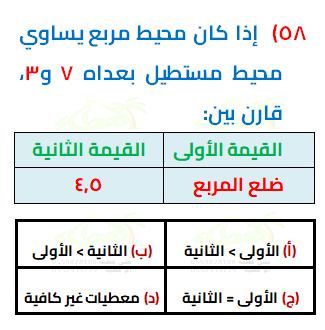 ٥٨) إذا كان محيط مربع يساوي
محيط مستطيل بعداه ٧ و٣،
قارن بين:
القيمة الأولى القيمة الثانية
ضلع المربع ٤,٥
(أ) الأولى > الثانية (ب) الثانية > الأولى
(ج) الأولى = الثانية (د) معطيات غير كافية